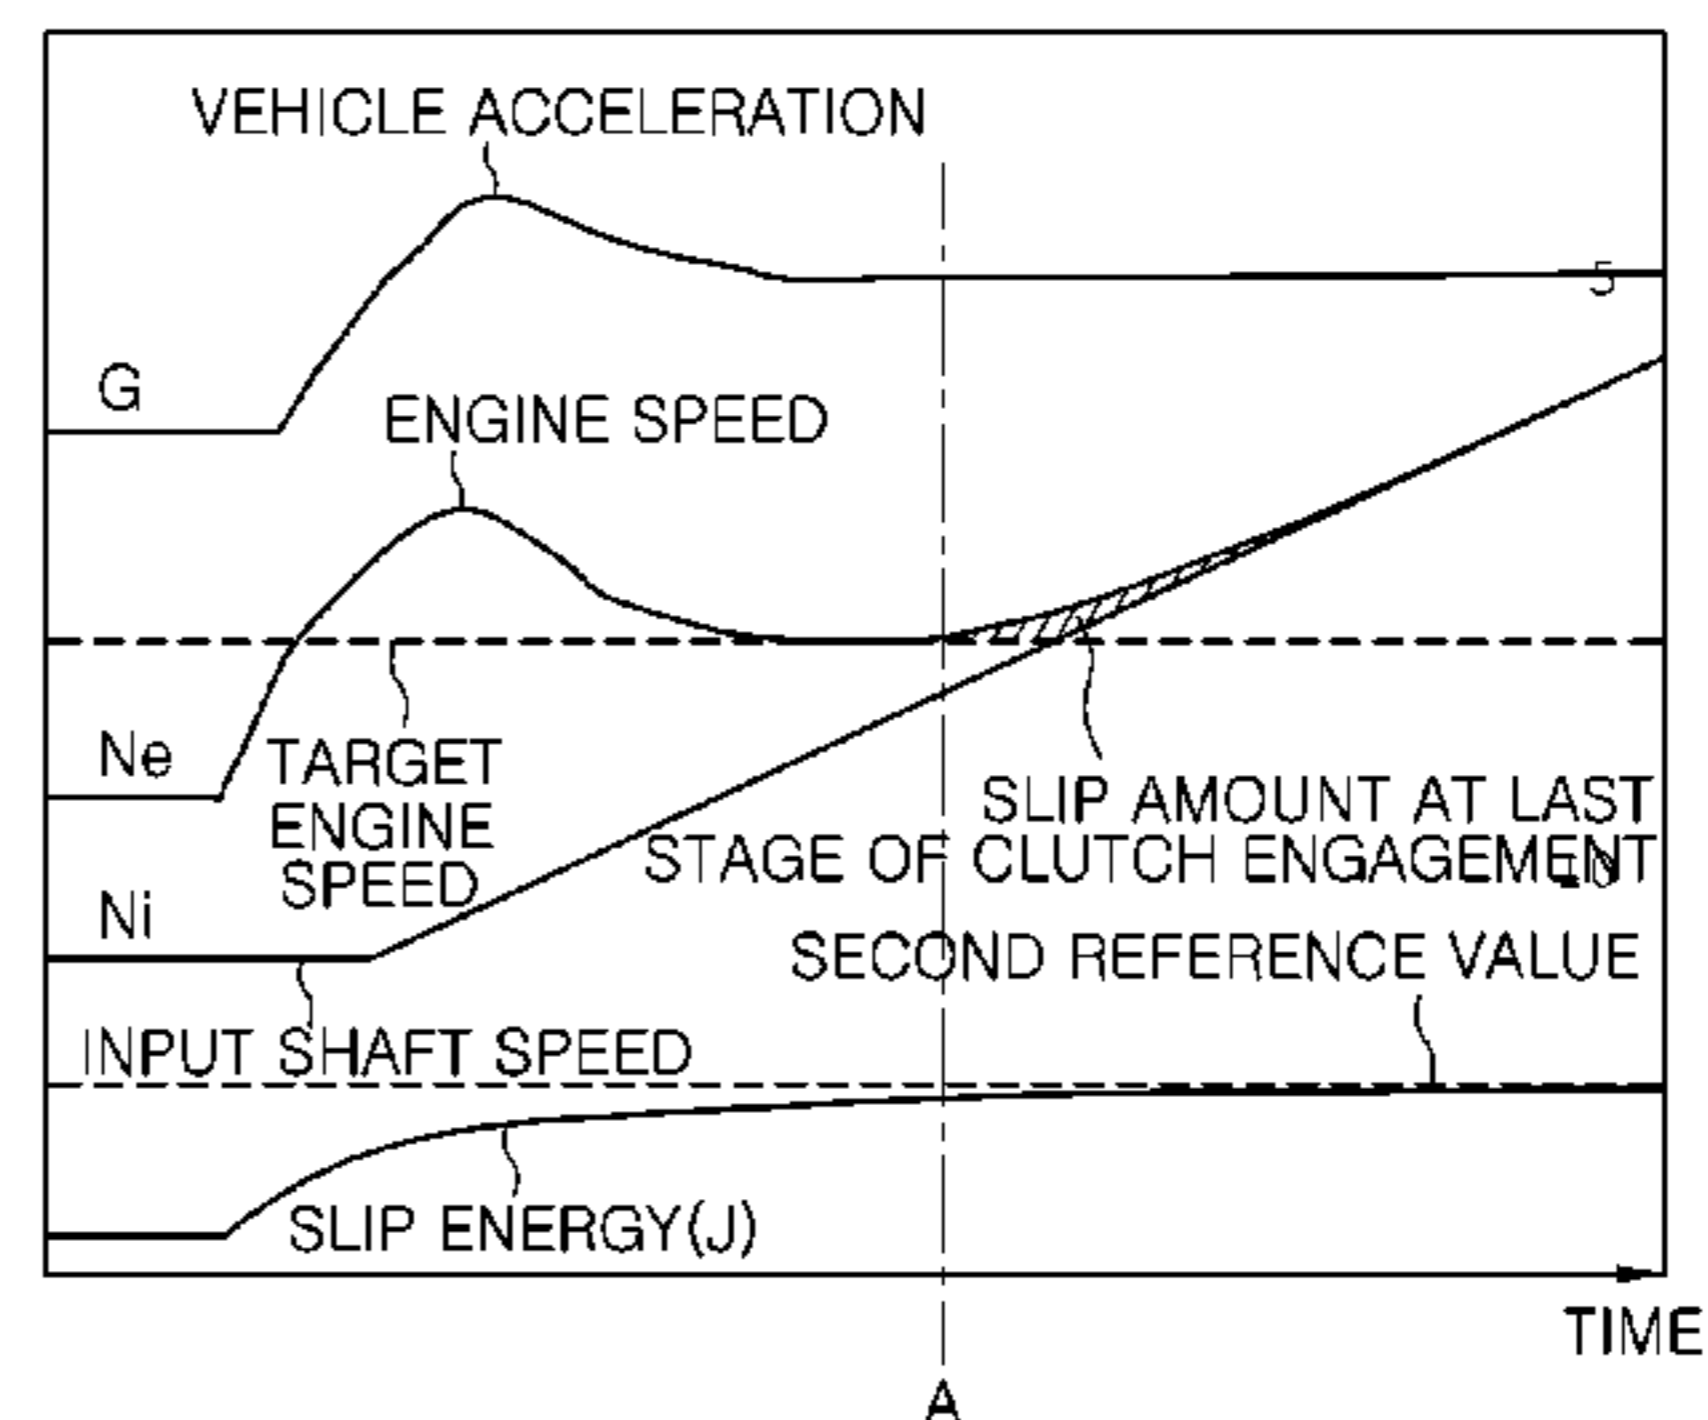 VEHICLE ACCELERATION
5
G
ENGINE SPEED
Ne
TARGET
ENGINE
SPEED
SLIP AMOUNT AT LAST
STAGE OF CLUTCH ENGAGEMENT
Ni
SECOND REFERENCE VALUE
INPUT SHAFT SPEED
SLIP ENERGY(J)
TIME
A